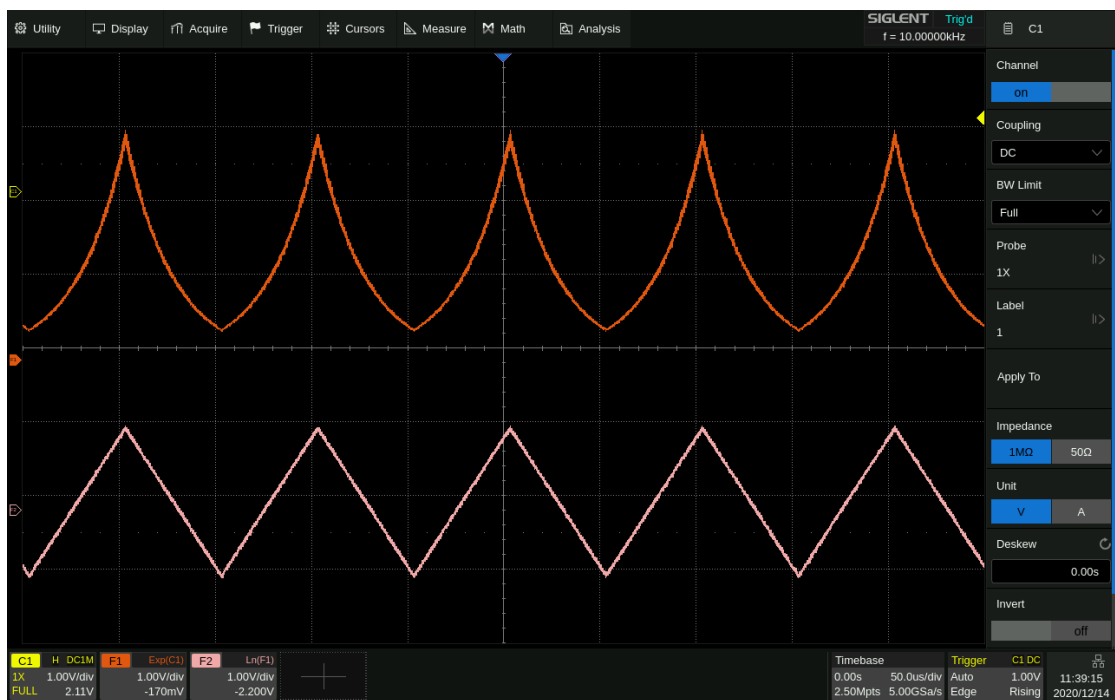 Utility Display Acquire Trigger Cursors Measure Math Analysis
SIGLENT Trig'd
f = 10.00000kHz
C1
Channel
on
Coupling
DC
BW Limit
Full
Probe
1X
Label
1
Apply To
Impedance
1MΩ 50Ω
Unit
V A
Deskew
0.00s
Invert
off
C1 H DC1M
1X 1.00V/div
FULL 2.11V
F1 Exp(C1)
1.00V/div
-170mV
F2 Ln(F1)
1.00V/div
-2.200V
Timebase
0.00s 50.0us/div
2.50Mpts 5.00GSa/s
Trigger C1 DC
Auto 1.00V
Edge Rising
11:39:15
2020/12/14